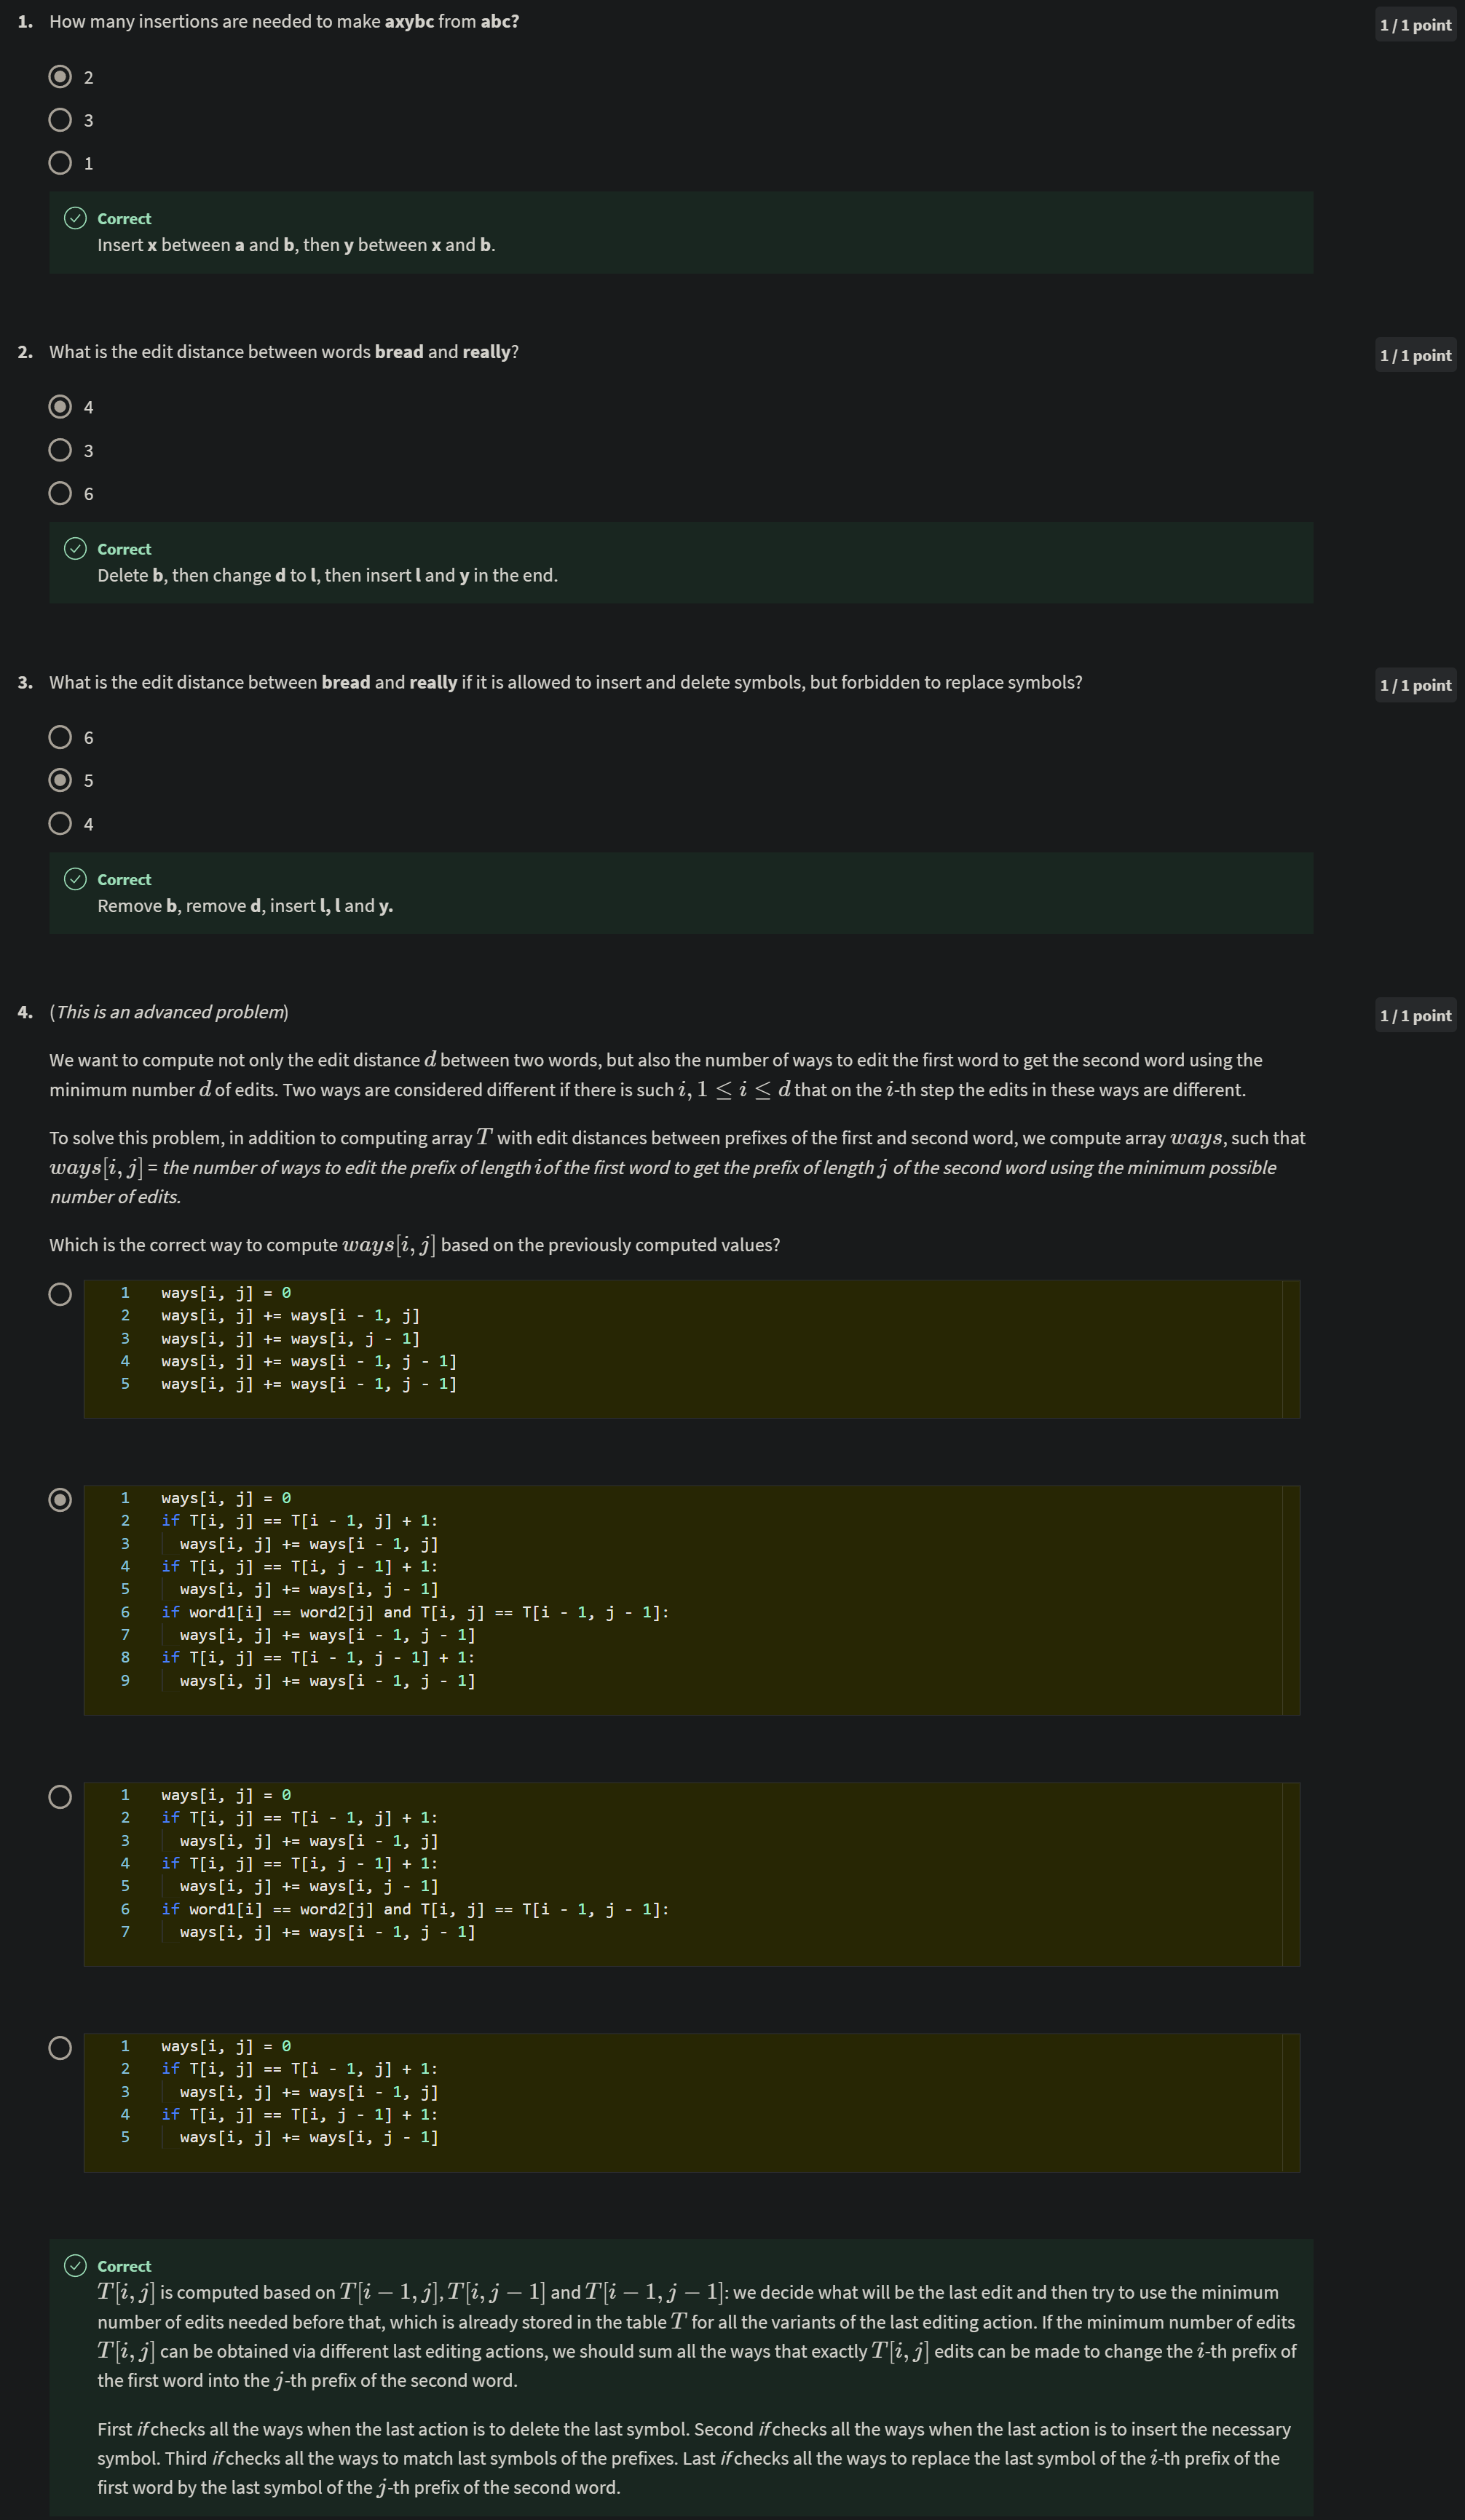 1. How many insertions are needed to make axybc from abc?
1 / 1 point
2
3
1
Correct
Insert x between a and b, then y between x and b.
2. What is the edit distance between words bread and really?
1 / 1 point
4
3
6
Correct
Delete b, then change d to l, then insert l and y in the end.
3. What is the edit distance between bread and really if it is allowed to insert and delete symbols, but forbidden to replace symbols?
1 / 1 point
6
5
4
Correct
Remove b, remove d, insert l, l and y.
4. (This is an advanced problem)
1 / 1 point
We want to compute not only the edit distance d between two words, but also the number of ways to edit the first word to get the second word using the
minimum number d of edits. Two ways are considered different if there is such i, 1 ≤ i ≤ d that on the i-th step the edits in these ways are different.
To solve this problem, in addition to computing array T with edit distances between prefixes of the first and second word, we compute array ways, such that
ways[i, j] = the number of ways to edit the prefix of length i of the first word to get the prefix of length j of the second word using the minimum possible
number of edits.
Which is the correct way to compute ways[i, j] based on the previously computed values?
1 ways[i, j] = 0
2 ways[i, j] += ways[i - 1, j]
3 ways[i, j] += ways[i, j - 1]
4 ways[i, j] += ways[i - 1, j - 1]
5 ways[i, j] += ways[i - 1, j - 1]
1 ways[i, j] = 0
2 if T[i, j] == T[i - 1, j] + 1:
3 ways[i, j] += ways[i - 1, j]
4 if T[i, j] == T[i, j - 1] + 1:
5 ways[i, j] += ways[i, j - 1]
6 if word1[i] == word2[j] and T[i, j] == T[i - 1, j - 1]:
7 ways[i, j] += ways[i - 1, j - 1]
8 if T[i, j] == T[i - 1, j - 1] + 1:
9 ways[i, j] += ways[i - 1, j - 1]
1 ways[i, j] = 0
2 if T[i, j] == T[i - 1, j] + 1:
3 ways[i, j] += ways[i - 1, j]
4 if T[i, j] == T[i, j - 1] + 1:
5 ways[i, j] += ways[i, j - 1]
6 if word1[i] == word2[j] and T[i, j] == T[i - 1, j - 1]:
7 ways[i, j] += ways[i - 1, j - 1]
1 ways[i, j] = 0
2 if T[i, j] == T[i - 1, j] + 1:
3 ways[i, j] += ways[i - 1, j]
4 if T[i, j] == T[i, j - 1] + 1:
5 ways[i, j] += ways[i, j - 1]
Correct
T[i, j] is computed based on T[i − 1, j], T[i, j − 1] and T[i − 1, j − 1]: we decide what will be the last edit and then try to use the minimum
number of edits needed before that, which is already stored in the table T for all the variants of the last editing action. If the minimum number of edits
T[i, j] can be obtained via different last editing actions, we should sum all the ways that exactly T[i, j] edits can be made to change the i-th prefix of
the first word into the j-th prefix of the second word.
First if checks all the ways when the last action is to delete the last symbol. Second if checks all the ways when the last action is to insert the necessary
symbol. Third if checks all the ways to match last symbols of the prefixes. Last if checks all the ways to replace the last symbol of the i-th prefix of the
first word by the last symbol of the j-th prefix of the second word.